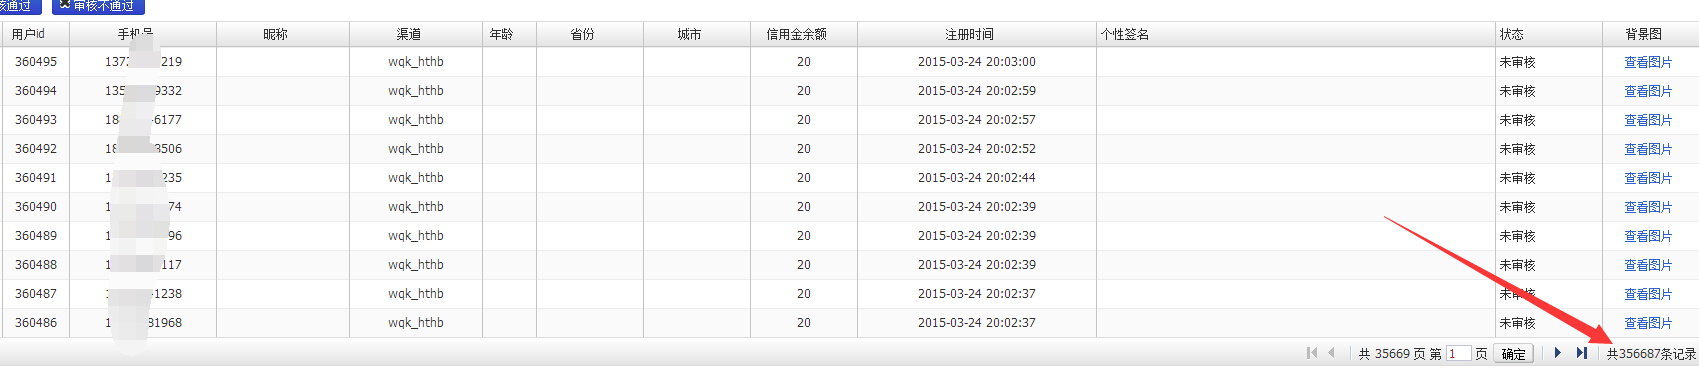 核通过 审核不通过
用户id 手机号 昵称 渠道 年龄 省份 城市 信用金余额 注册时间 个性签名 状态 背景图
360495 137 219 wqk_hthb 20 2015-03-24 20:03:00 未审核 查看图片
360494 135 9332 wqk_hthb 20 2015-03-24 20:02:59 未审核 查看图片
360493 18 6177 wqk_hthb 20 2015-03-24 20:02:57 未审核 查看图片
360492 18 8506 wqk_hthb 20 2015-03-24 20:02:52 未审核 查看图片
360491 1 235 wqk_hthb 20 2015-03-24 20:02:44 未审核 查看图片
360490 1 74 wqk_hthb 20 2015-03-24 20:02:39 未审核 查看图片
360489 1 96 wqk_hthb 20 2015-03-24 20:02:39 未审核 查看图片
360488 1 117 wqk_hthb 20 2015-03-24 20:02:39 未审核 查看图片
360487 1 1238 wqk_hthb 20 2015-03-24 20:02:37 未审核 查看图片
360486 1 81968 wqk_hthb 20 2015-03-24 20:02:37 未审核 查看图片
共 35669 页 第 1 页 确定 共356687条记录